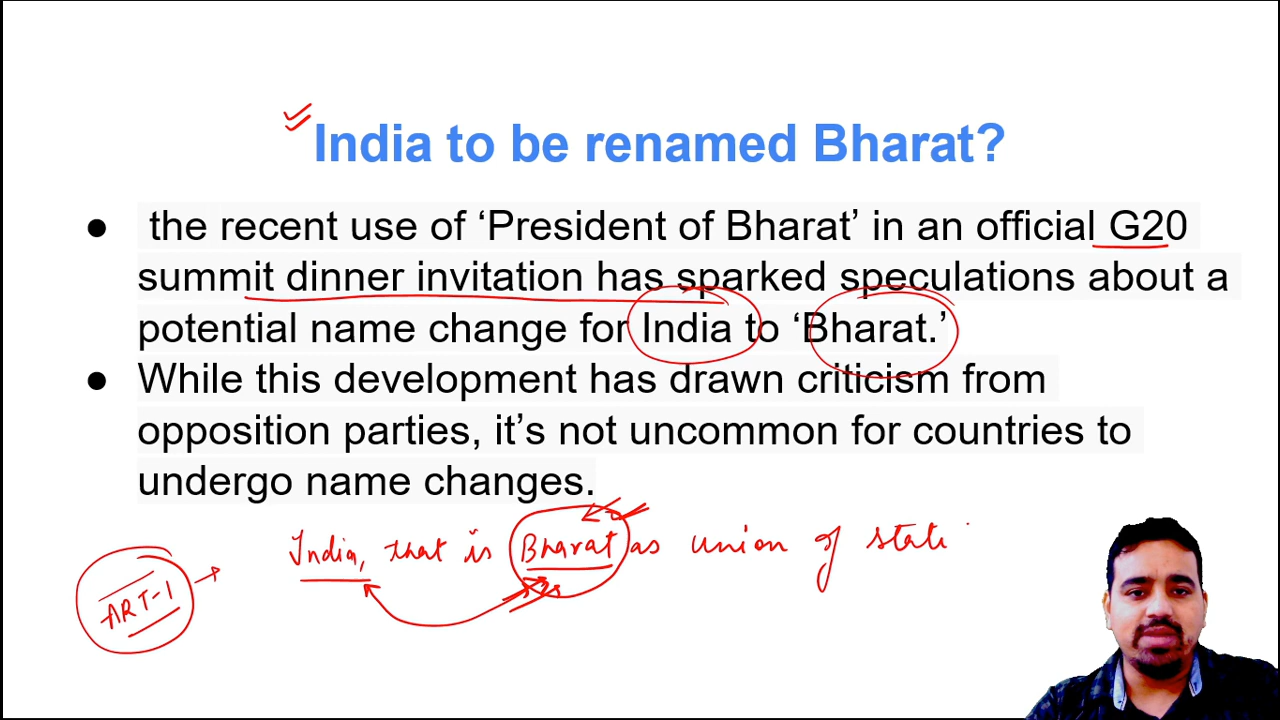 India to be renamed Bharat?
● the recent use of ‘President of Bharat’ in an official G20
summit dinner invitation has sparked speculations about a
potential name change for India to ‘Bharat.’
● While this development has drawn criticism from
opposition parties, it’s not uncommon for countries to
undergo name changes.
India, that is Bharat as union of state
ART-1